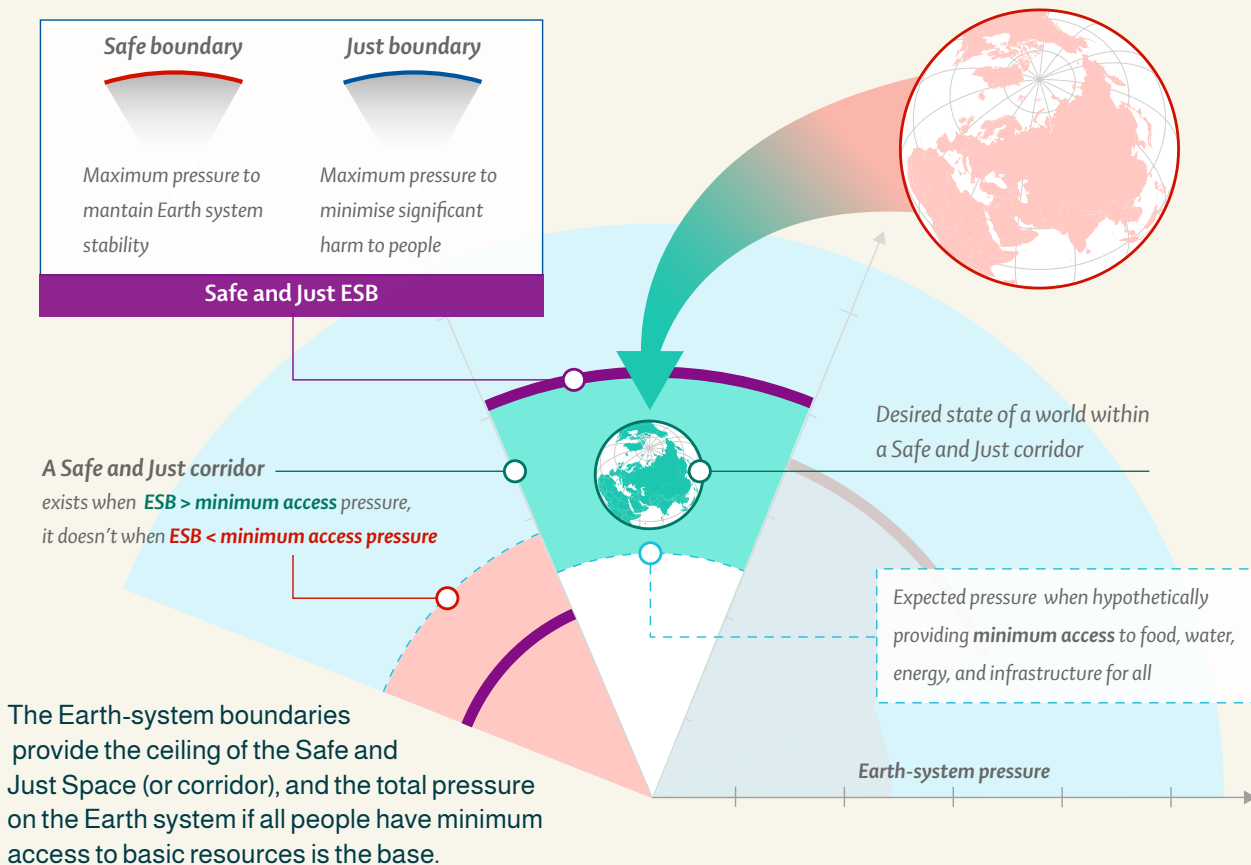 Safe boundary
Maximum pressure to
mantain Earth system
stability
Just boundary
Maximum pressure to
minimise significant
harm to people
Safe and Just ESB
A Safe and Just corridor
exists when ESB > minimum access pressure,
it doesn't when ESB < minimum access pressure
Desired state of a world within
a Safe and Just corridor
Expected pressure when hypothetically
providing minimum access to food, water,
energy, and infrastructure for all
Earth-system pressure
The Earth-system boundaries
provide the ceiling of the Safe and
Just Space (or corridor), and the total pressure
on the Earth system if all people have minimum
access to basic resources is the base.